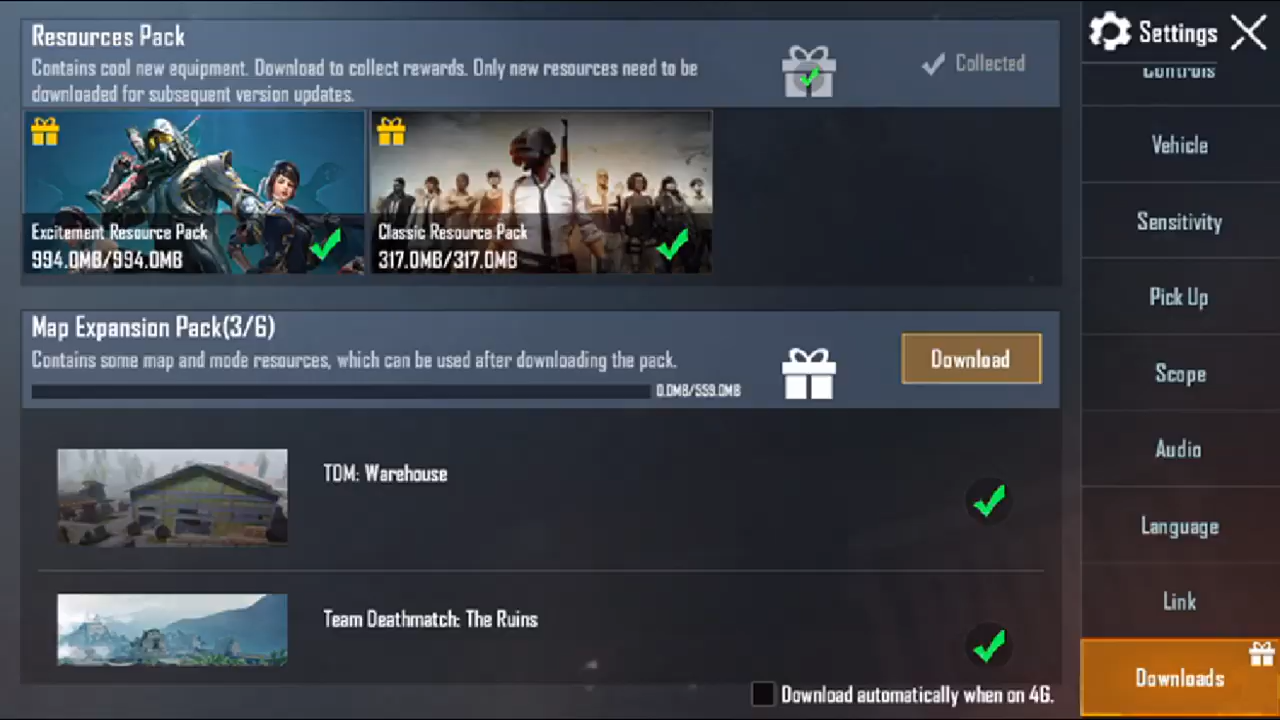 Resources Pack
Contains cool new equipment. Download to collect rewards. Only new resources need to be
downloaded for subsequent version updates.
Collected
Excitement Resource Pack
994.0MB/994.0MB
Classic Resource Pack
317.0MB/317.0MB
Map Expansion Pack(3/6)
Contains some map and mode resources, which can be used after downloading the pack.
0.0MB/559.0MB
Download
TDM: Warehouse
Team Deathmatch: The Ruins
Download automatically when on 4G.
Settings
Controls
Vehicle
Sensitivity
Pick Up
Scope
Audio
Language
Link
Downloads